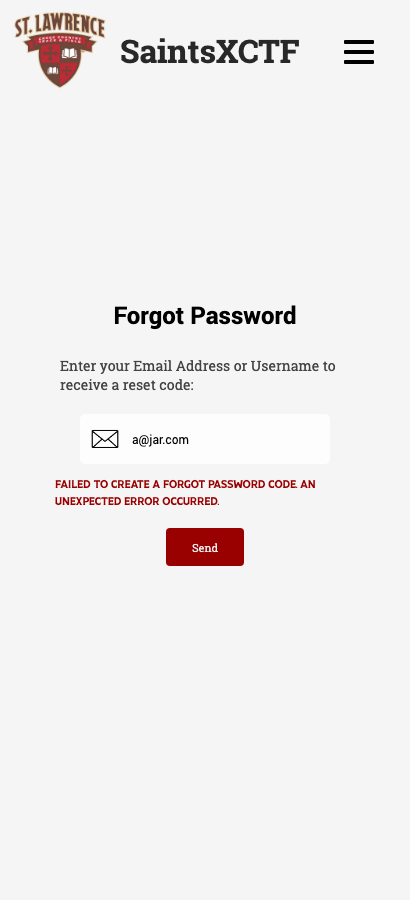 ST. LAWRENCE
SaintsXCTF
Forgot Password
Enter your Email Address or Username to
receive a reset code:
a@jar.com
FAILED TO CREATE A FORGOT PASSWORD CODE. AN
UNEXPECTED ERROR OCCURRED.
Send